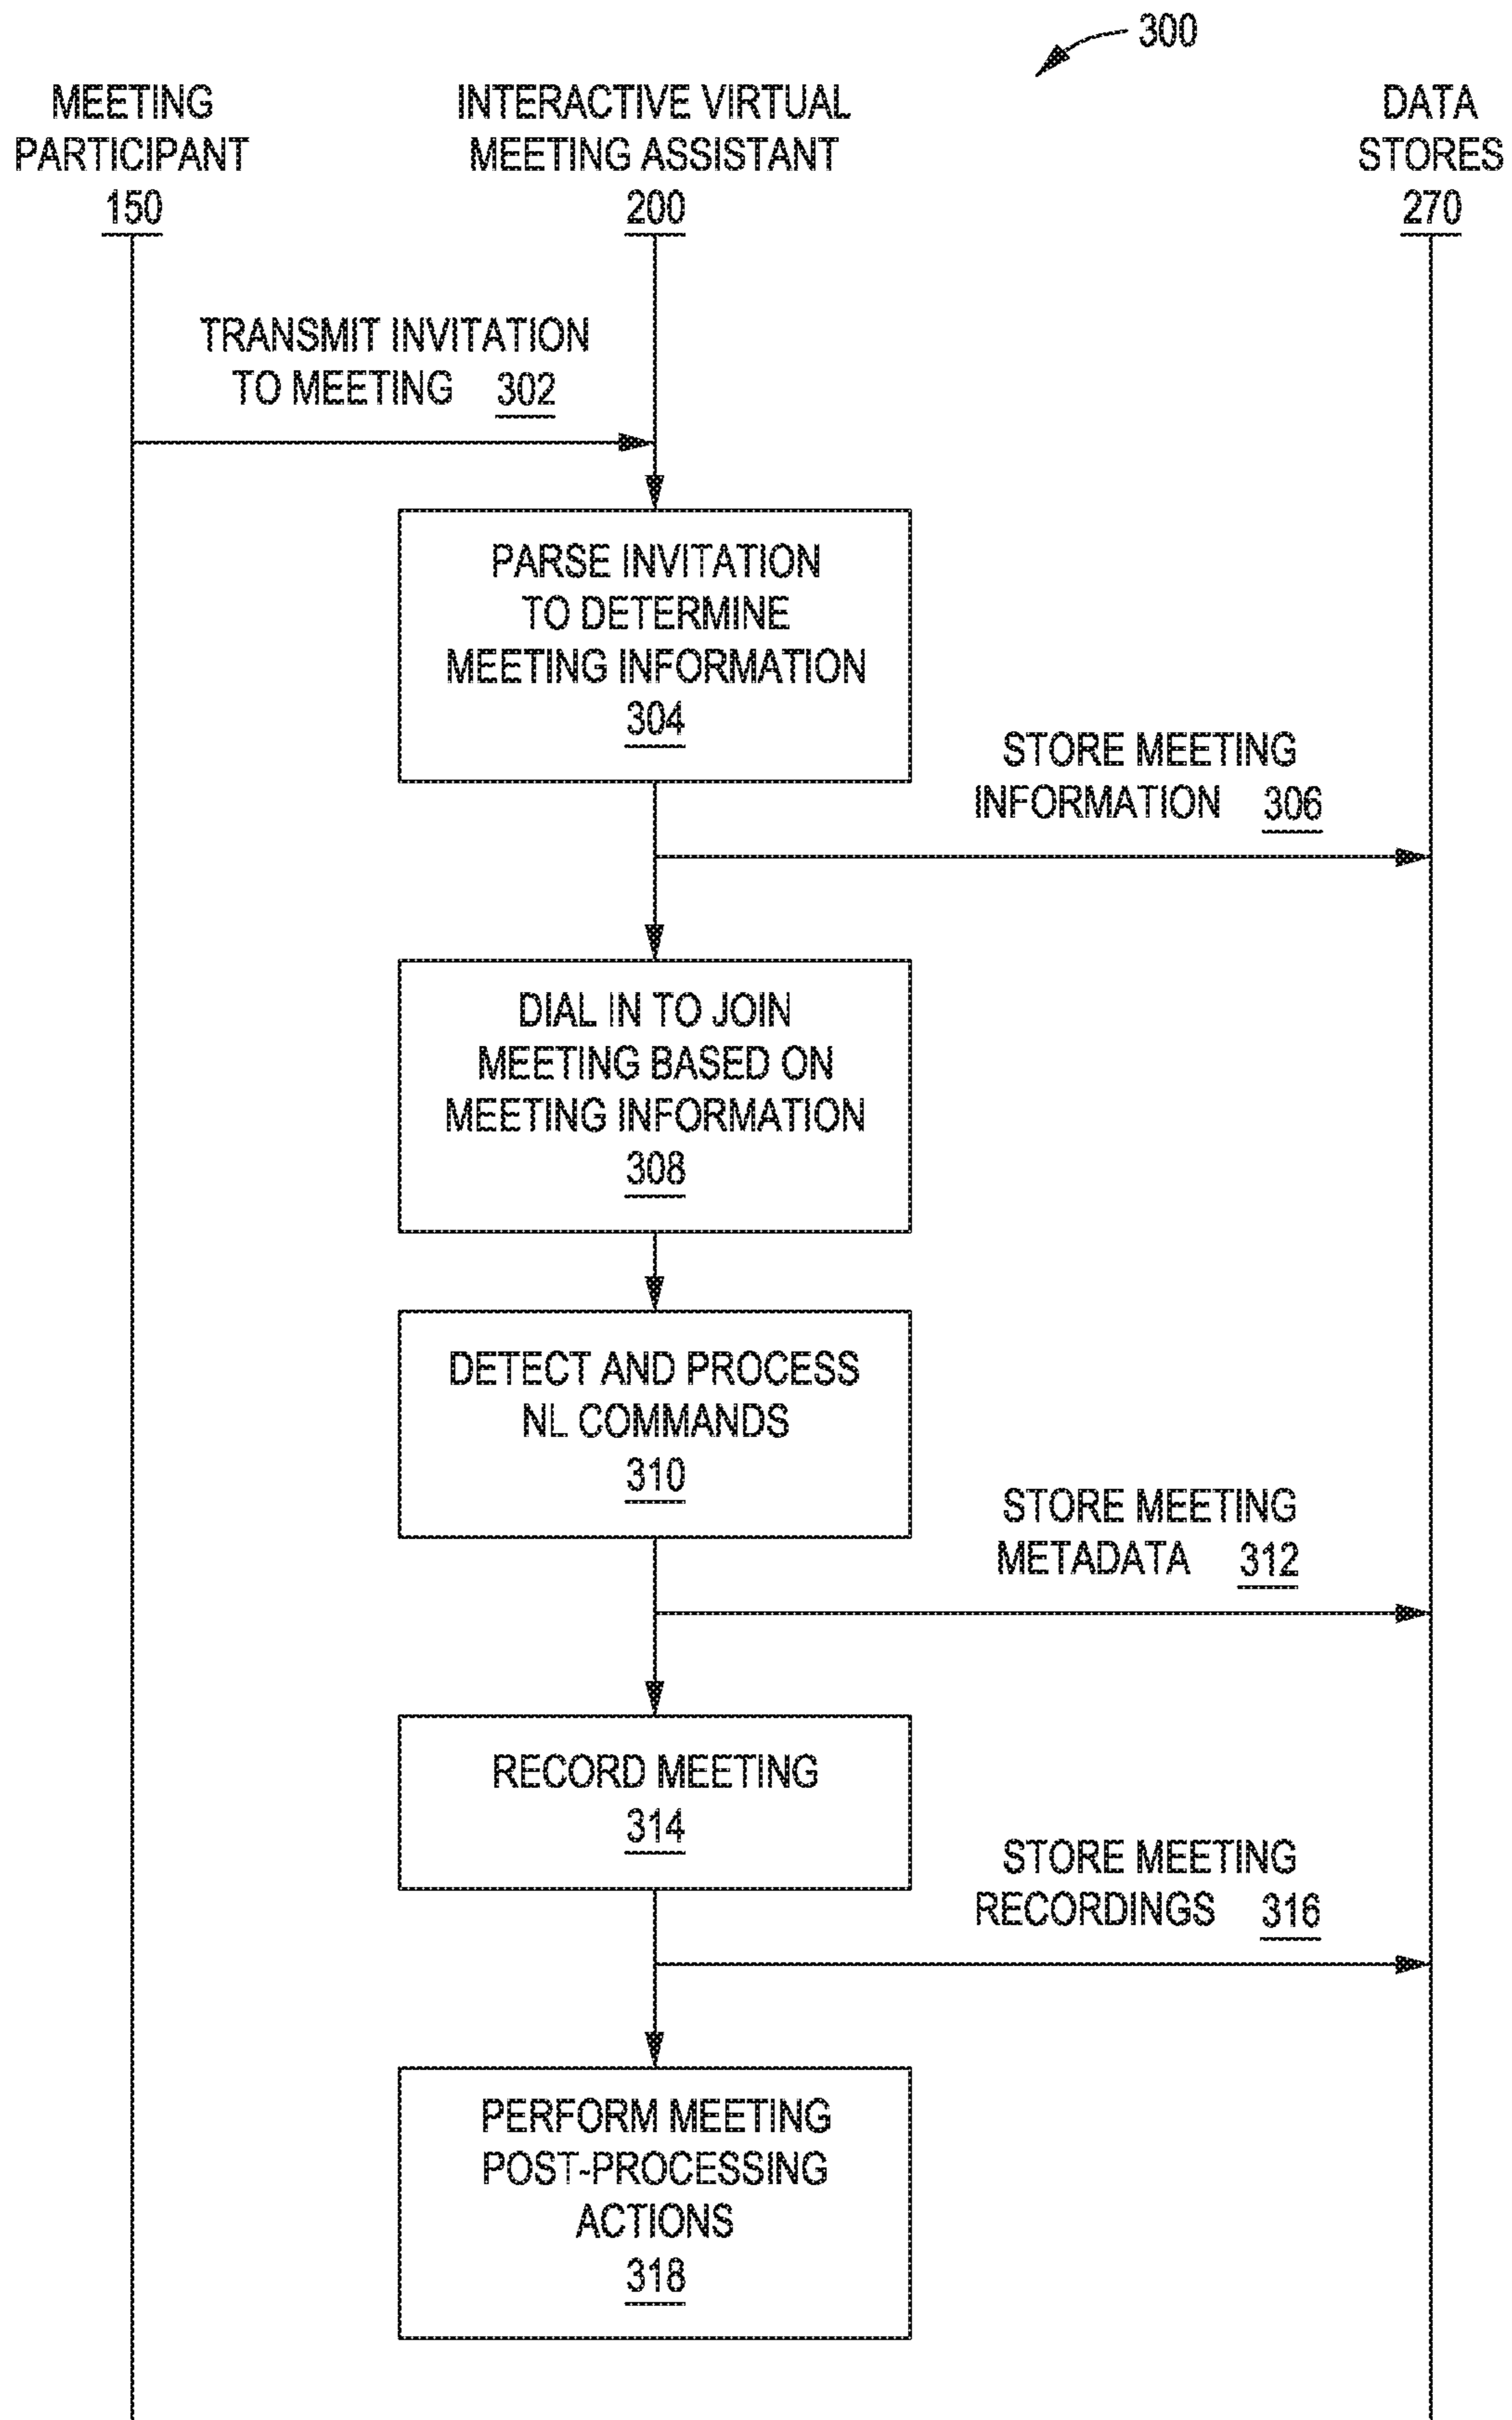 300
MEETING
PARTICIPANT
150
INTERACTIVE VIRTUAL
MEETING ASSISTANT
200
DATA
STORES
270
TRANSMIT INVITATION
TO MEETING 302
PARSE INVITATION
TO DETERMINE
MEETING INFORMATION
304
STORE MEETING
INFORMATION 306
DIAL IN TO JOIN
MEETING BASED ON
MEETING INFORMATION
308
DETECT AND PROCESS
NL COMMANDS
310
STORE MEETING
METADATA 312
RECORD MEETING
314
STORE MEETING
RECORDINGS 316
PERFORM MEETING
POST-PROCESSING
ACTIONS
318